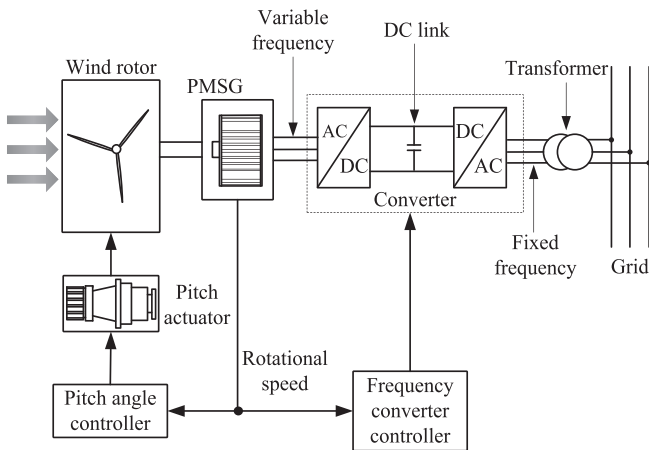 Variable
frequency
DC link
Wind rotor
PMSG
Transformer
AC
DC
DC
AC
Converter
Fixed
frequency
Grid
Pitch
actuator
Rotational
speed
Pitch angle
controller
Frequency
converter
controller